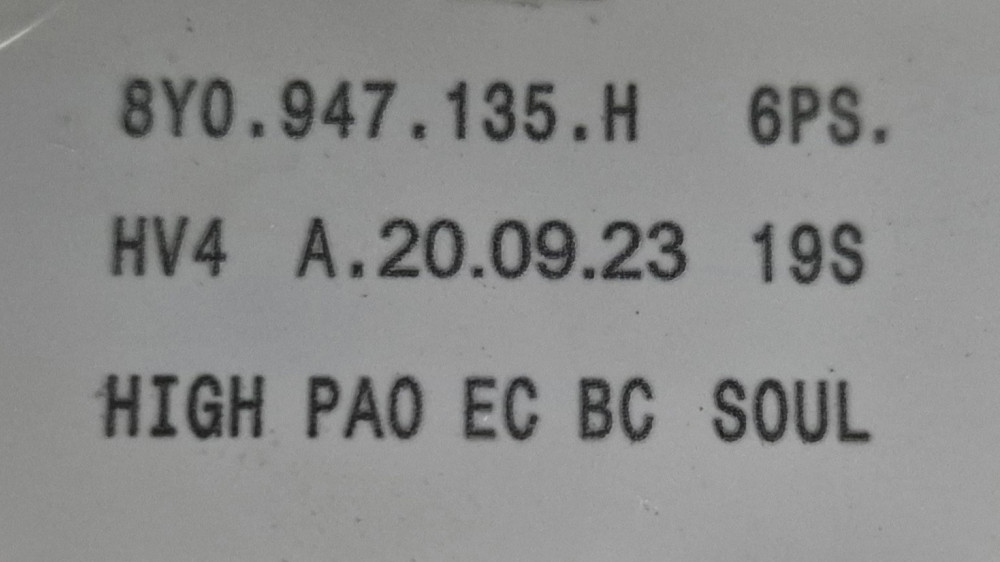 8Y0.947.135.H 6PS.
HV4 A.20.09.23 19S
HIGH PAO EC BC SOUL